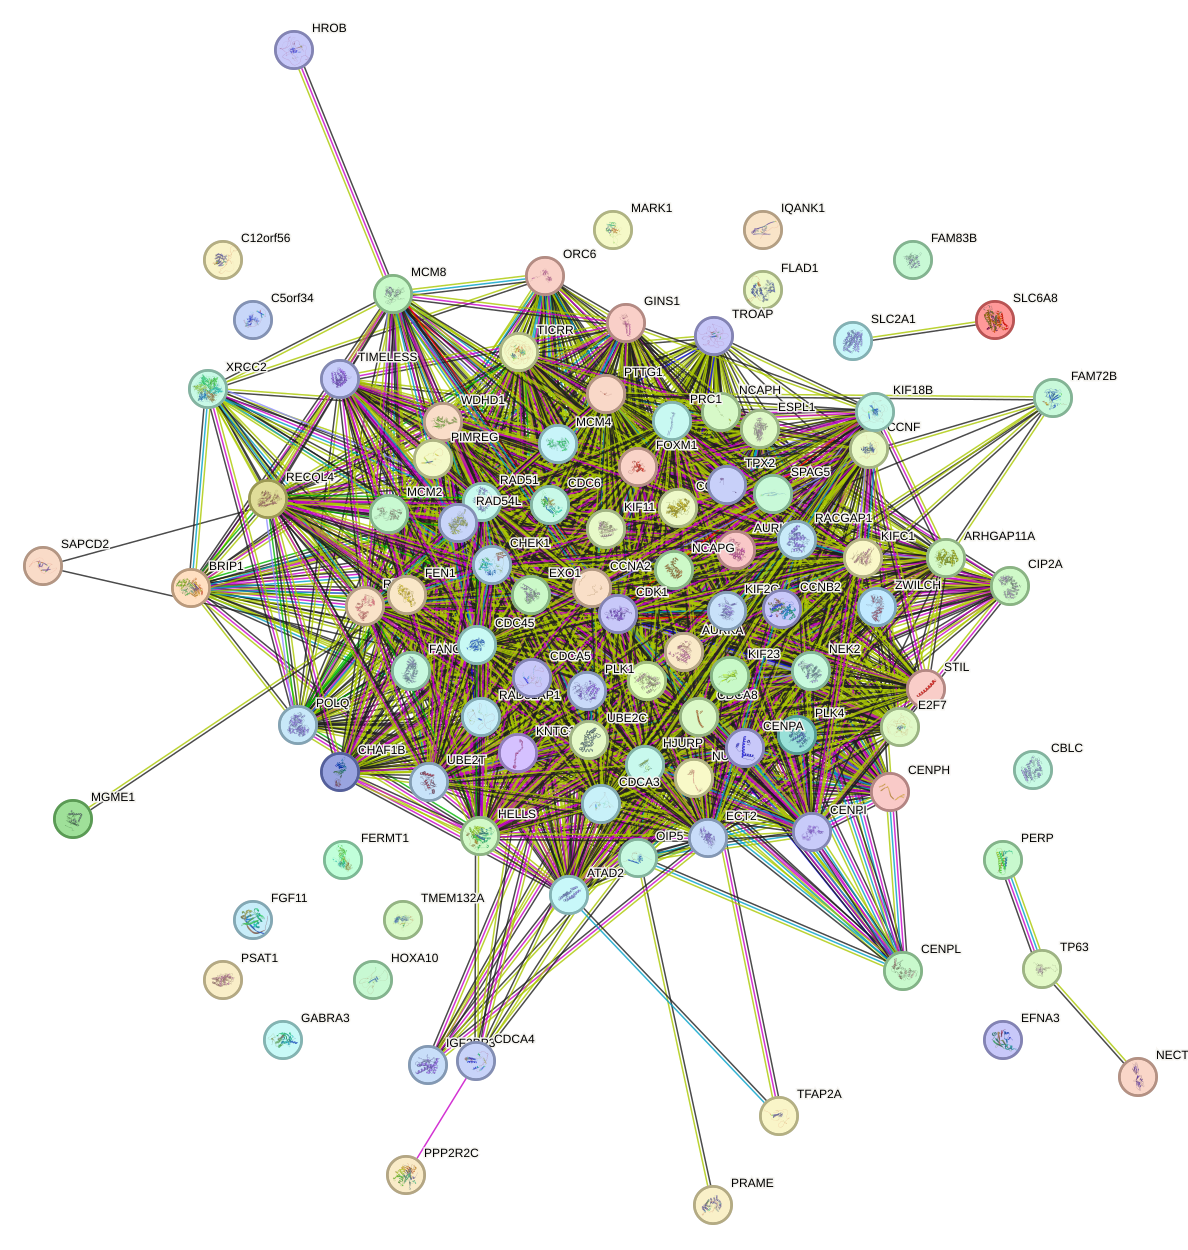 HROB
MARK1
IQANK1
C12orf56
FAM83B
ORC6
FLAD1
MCM8
C5orf34
GINS1
SLC6A8
TROAP
SLC2A1
TICRR
TIMELESS
XRCC2
PTTG1
FAM72B
NCAPH
KIF18B
WDHD1
PRC1
ESPL1
MCM4
CCNF
PIMREG
FOXM1
TPX2
SPAG5
RECQL4
RAD51
CDC6
MCM2
RAD54L
KIF11
RACGAP1
KIFC1
ARHGAP11A
SAPCD2
CHEK1
NCAPG
BRIP1
FEN1
EXO1
CCNA2
CIP2A
CDK1
KIF2C
CCNB2
ZWILCH
CDC45
AURKA
CDCA5
PLK1
KIF23
NEK2
STIL
POLQ
CDCA8
E2F7
UBE2C
CENPA
PLK4
HJURP
CHAF1B
UBE2T
CDCA3
CENPH
CBLC
MGME1
HELLS
ECT2
CENPI
OIP5
FERMT1
PERP
ATAD2
FGF11
TMEM132A
PSAT1
HOXA10
CENPL
TP63
GABRA3
EFNA3
CDCA4
NECT
TFAP2A
PPP2R2C
PRAME